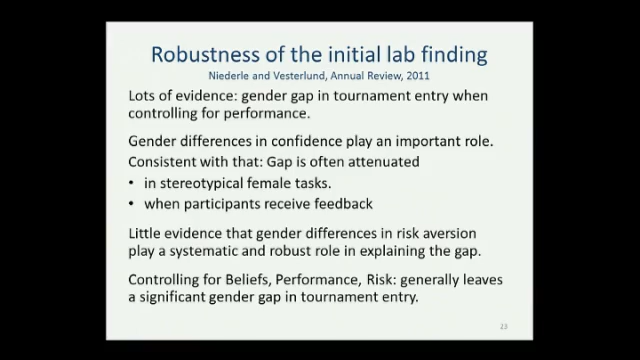 Robustness of the initial lab finding
Niederle and Vesterlund, Annual Review, 2011
Lots of evidence: gender gap in tournament entry when
controlling for performance.
Gender differences in confidence play an important role.
Consistent with that: Gap is often attenuated
• in stereotypical female tasks.
• when participants receive feedback
Little evidence that gender differences in risk aversion
play a systematic and robust role in explaining the gap.
Controlling for Beliefs, Performance, Risk: generally leaves
a significant gender gap in tournament entry.
23